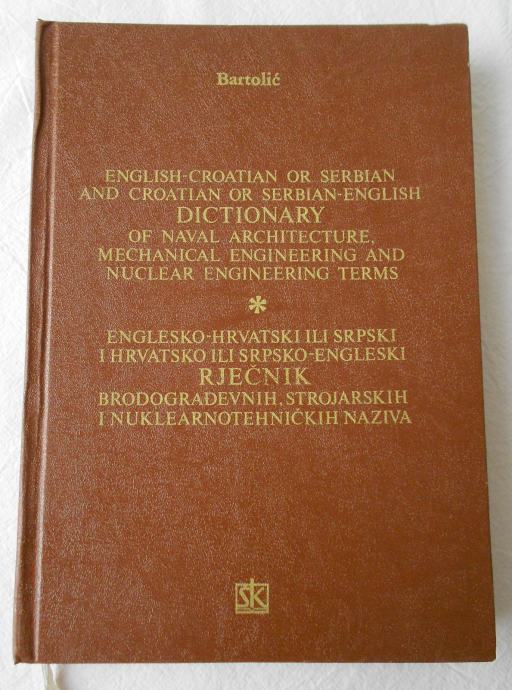 Bartolić
ENGLISH-CROATIAN OR SERBIAN
AND CROATIAN OR SERBIAN-ENGLISH
DICTIONARY
OF NAVAL ARCHITECTURE,
MECHANICAL ENGINEERING AND
NUCLEAR ENGINEERING TERMS
*
ENGLESKO-HRVATSKI ILI SRPSKI
I HRVATSKO ILI SRPSKO-ENGLESKI
RJEČNIK
BRODOGRAĐEVNIH, STROJARSKIH
I NUKLEARNOTEHNIČKIH NAZIVA
ŠK